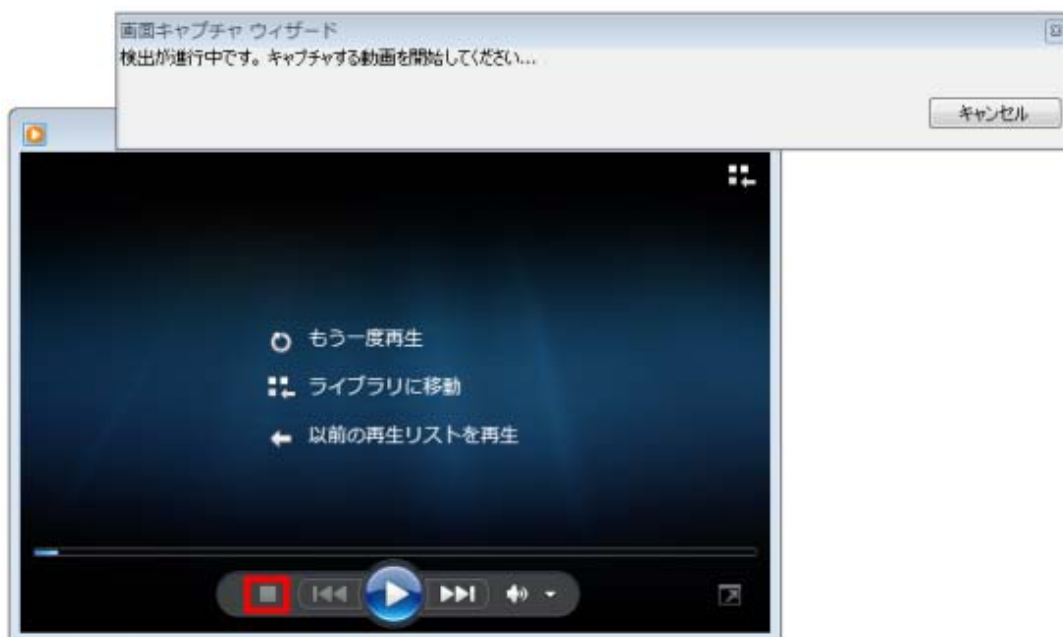 画面キャプチャ ウィザード
検出が進行中です。キャプチャする動画を開始してください...
キャンセル
もう一度再生
ライブラリに移動
以前の再生リストを再生